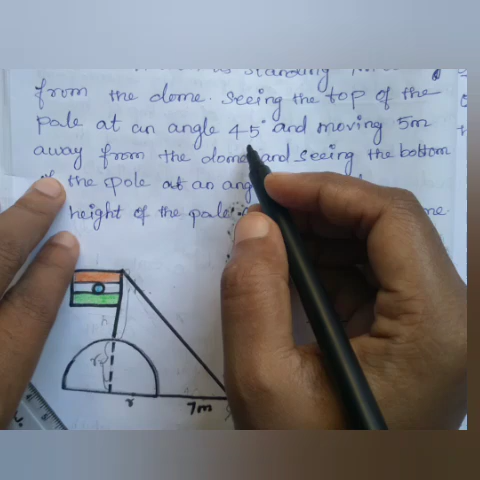 standing
from the dome. Seeing the top of the
pole at an angle 45° and moving 5m
away from the dome and seeing the bottom
the pole at an ang
height of the pole
h
r
r
7m